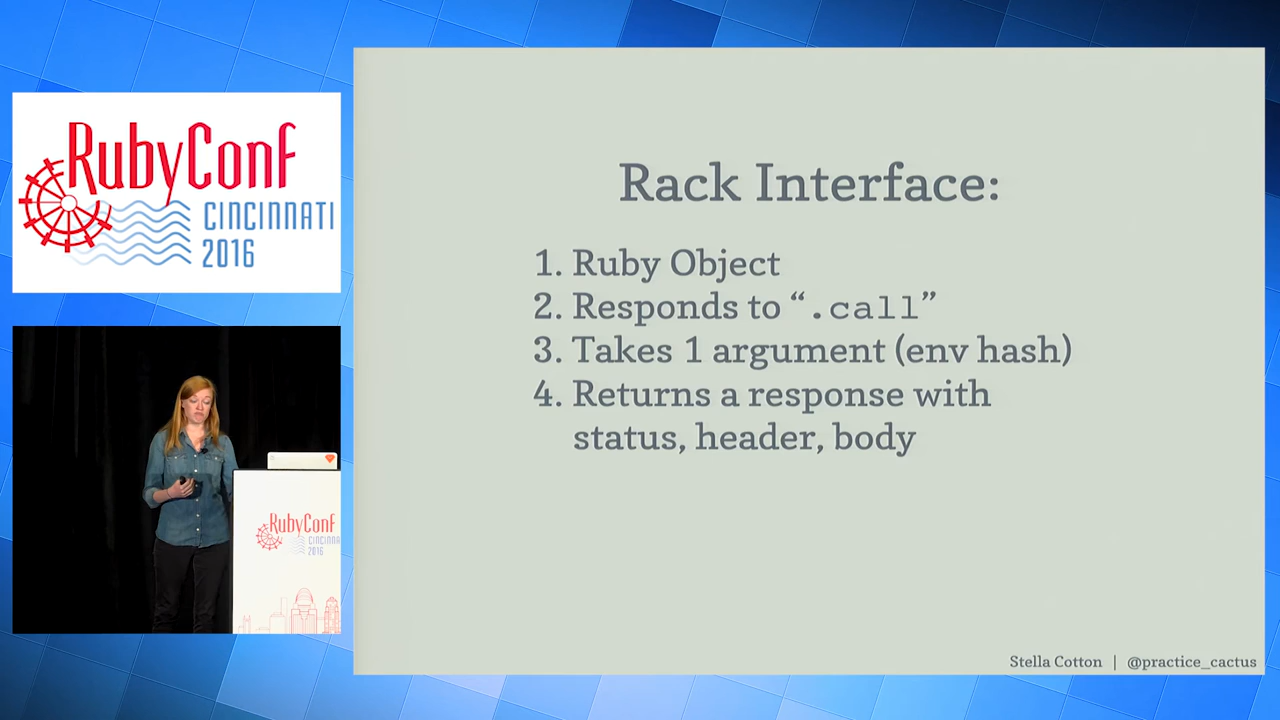 RubyConf
CINCINNATI
2016
Rack Interface:
1. Ruby Object
2. Responds to “.call”
3. Takes 1 argument (env hash)
4. Returns a response with
status, header, body
RubyConf
CINCINNATI
2016
Stella Cotton | @practice_cactus